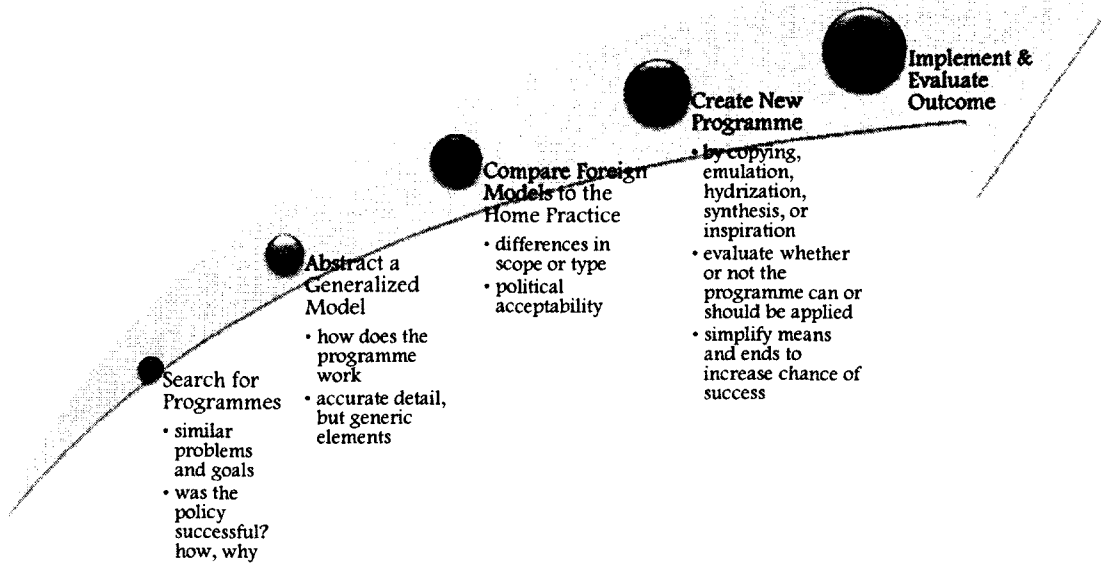 Search for
Programmes
• similar
problems
and goals
• was the
policy
successful?
how, why
Abstract a
Generalized
Model
• how does the
programme
work
• accurate detail,
but generic
elements
Compare Foreign
Models to the
Home Practice
• differences in
scope or type
• political
acceptability
Create New
Programme
• by copying,
emulation,
hydrization,
synthesis, or
inspiration
• evaluate whether
or not the
programme can or
should be applied
• simplify means
and ends to
increase chance of
success
Implement &
Evaluate
Outcome